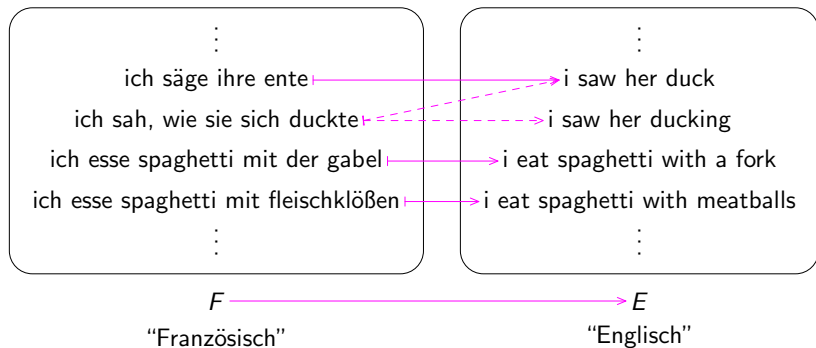 ich säge ihre ente i saw her duck
ich sah, wie sie sich duckte i saw her ducking
ich esse spaghetti mit der gabel i eat spaghetti with a fork
ich esse spaghetti mit fleischklößen i eat spaghetti with meatballs
F E
“Französisch” “Englisch”